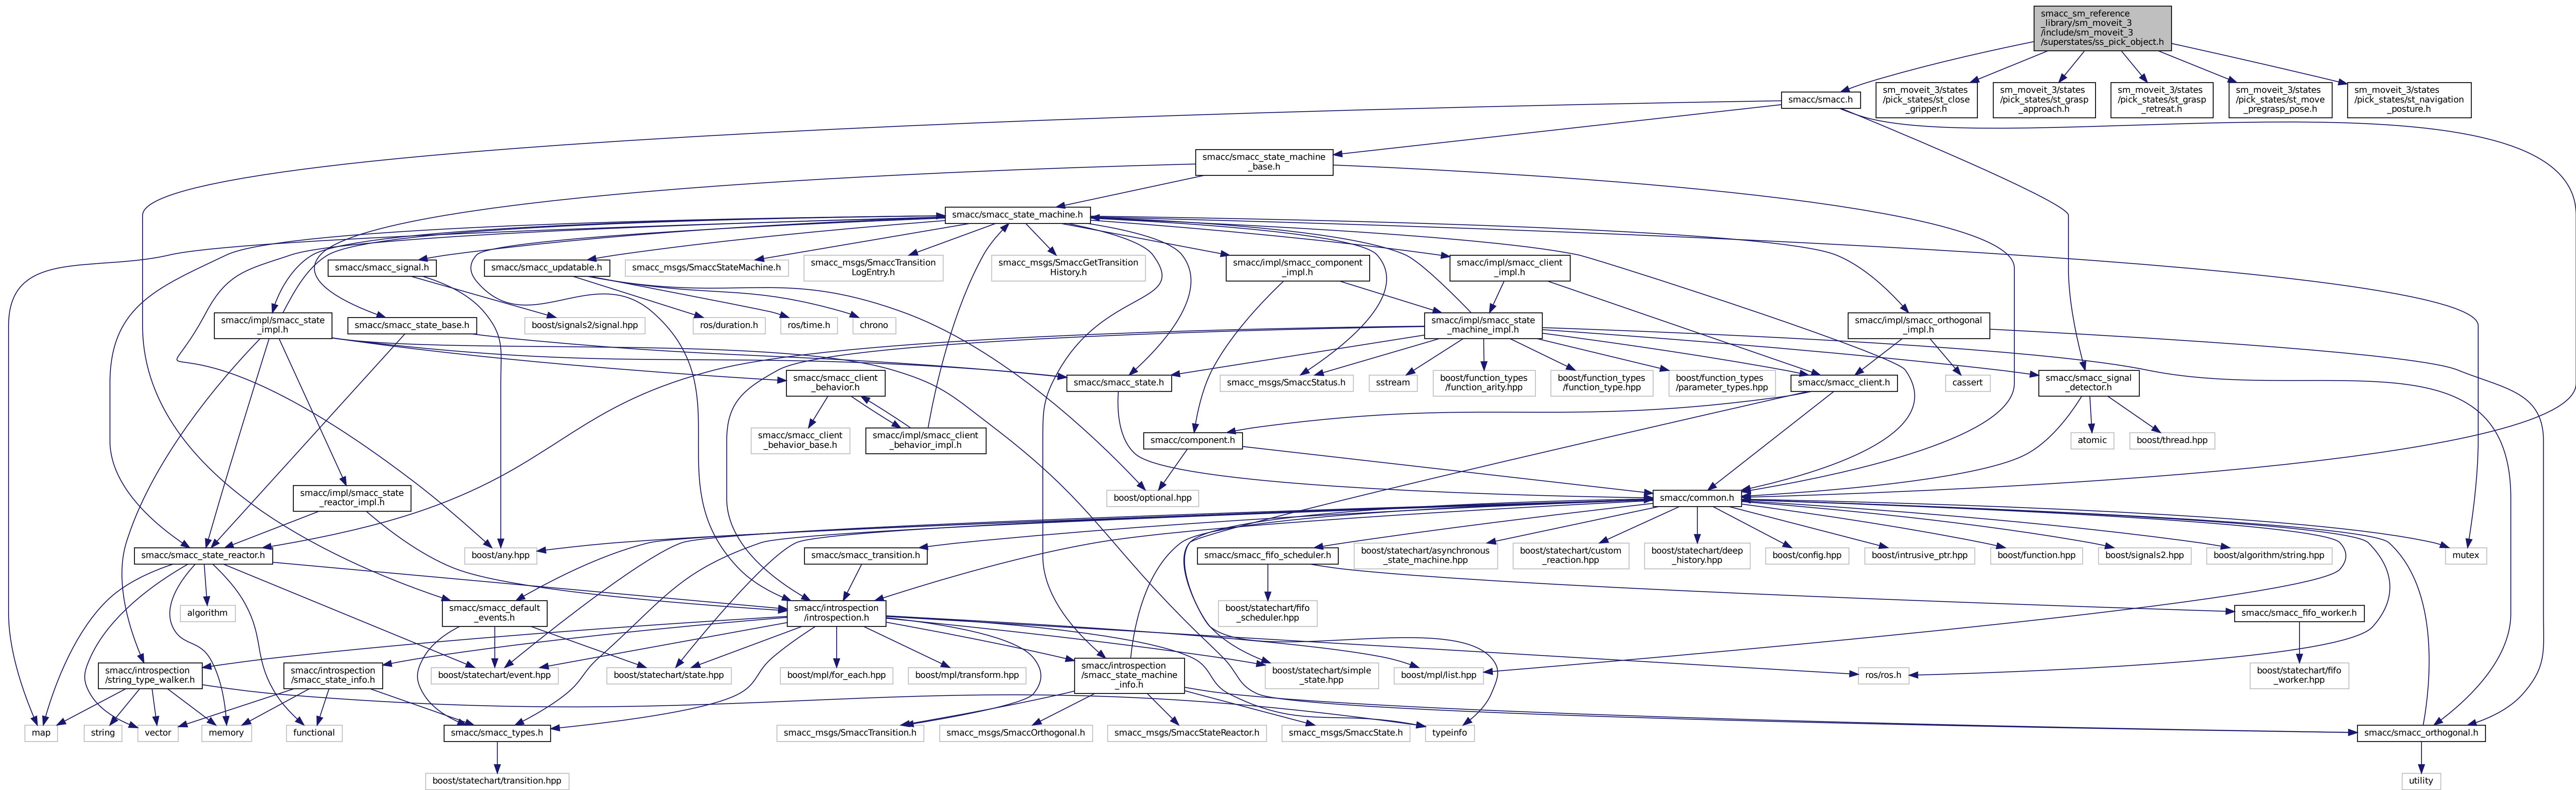 smacc_sm_reference
_library/sm_moveit_3
/include/sm_moveit_3
/superstates/ss_pick_object.h
smacc/smacc.h
sm_moveit_3/states
/pick_states/st_close
_gripper.h
sm_moveit_3/states
/pick_states/st_grasp
_approach.h
sm_moveit_3/states
/pick_states/st_grasp
_retreat.h
sm_moveit_3/states
/pick_states/st_move
_pregrasp_pose.h
sm_moveit_3/states
/pick_states/st_navigation
_posture.h
smacc/smacc_state_machine
_base.h
smacc/smacc_state_machine.h
smacc/smacc_signal.h
smacc/smacc_updatable.h
smacc_msgs/SmaccStateMachine.h
smacc_msgs/SmaccTransition
LogEntry.h
smacc_msgs/SmaccGetTransition
History.h
smacc/impl/smacc_component
_impl.h
smacc/impl/smacc_client
_impl.h
smacc/impl/smacc_state
_impl.h
smacc/smacc_state_base.h
boost/signals2/signal.hpp
ros/duration.h
ros/time.h
chrono
smacc/impl/smacc_state
_machine_impl.h
smacc/impl/smacc_orthogonal
_impl.h
smacc/smacc_client
_behavior.h
smacc/smacc_state.h
smacc_msgs/SmaccStatus.h
sstream
boost/function_types
/function_arity.hpp
boost/function_types
/function_type.hpp
boost/function_types
/parameter_types.hpp
smacc/smacc_client.h
cassert
smacc/smacc_signal
_detector.h
smacc/smacc_client
_behavior_base.h
smacc/impl/smacc_client
_behavior_impl.h
smacc/component.h
atomic
boost/thread.hpp
smacc/impl/smacc_state
_reactor_impl.h
boost/optional.hpp
smacc/common.h
smacc/smacc_state_reactor.h
boost/any.hpp
smacc/smacc_transition.h
smacc/smacc_fifo_scheduler.h
boost/statechart/asynchronous
_state_machine.hpp
boost/statechart/custom
_reaction.hpp
boost/statechart/deep
_history.hpp
boost/config.hpp
boost/intrusive_ptr.hpp
boost/function.hpp
boost/signals2.hpp
boost/algorithm/string.hpp
mutex
algorithm
smacc/smacc_default
_events.h
smacc/introspection
/introspection.h
boost/statechart/fifo
_scheduler.hpp
smacc/smacc_fifo_worker.h
smacc/introspection
/string_type_walker.h
smacc/introspection
/smacc_state_info.h
boost/statechart/event.hpp
boost/statechart/state.hpp
boost/mpl/for_each.hpp
boost/mpl/transform.hpp
smacc/introspection
/smacc_state_machine
_info.h
boost/statechart/simple
_state.hpp
boost/mpl/list.hpp
ros/ros.h
boost/statechart/fifo
_worker.hpp
map
string
vector
memory
functional
smacc/smacc_types.h
smacc_msgs/SmaccTransition.h
smacc_msgs/SmaccOrthogonal.h
smacc_msgs/SmaccStateReactor.h
smacc_msgs/SmaccState.h
typeinfo
smacc/smacc_orthogonal.h
boost/statechart/transition.hpp
utility